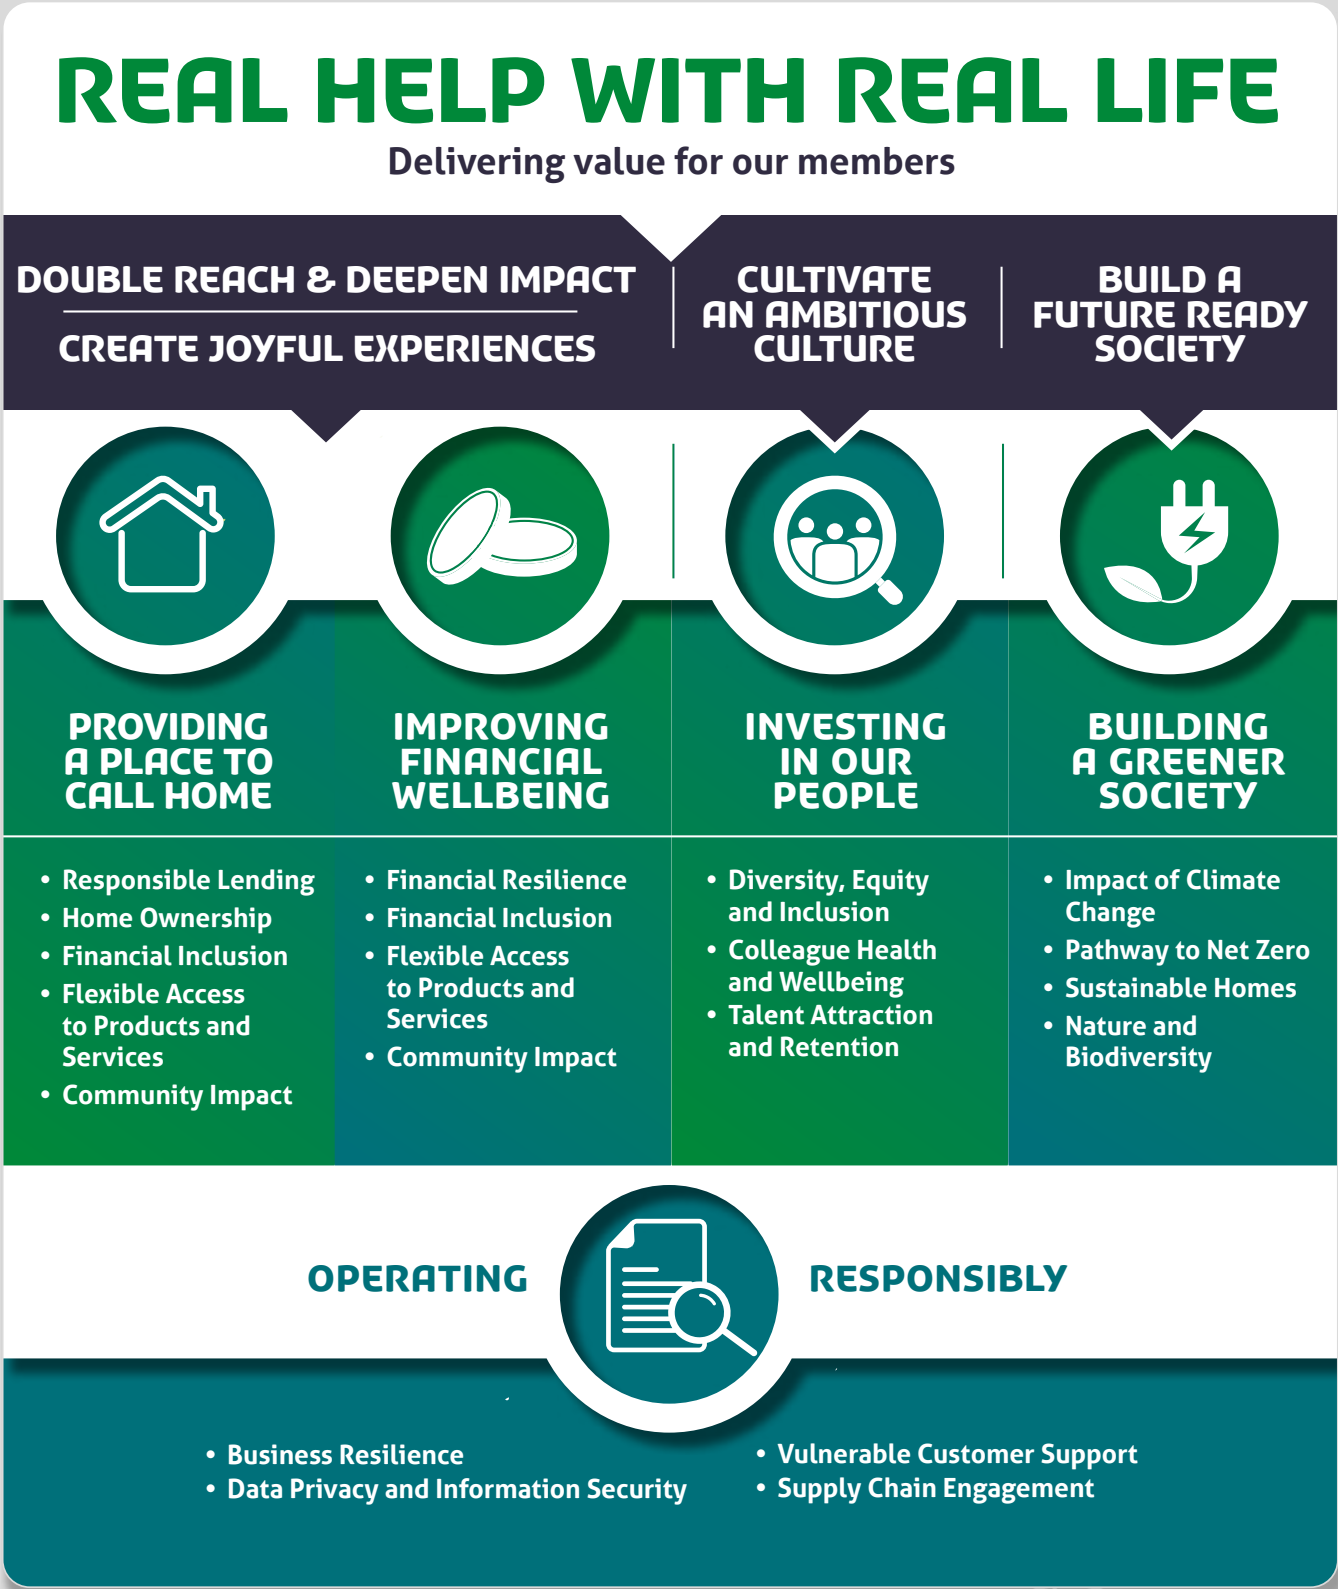 REAL HELP WITH REAL LIFE
Delivering value for our members
DOUBLE REACH & DEEPEN IMPACT
CREATE JOYFUL EXPERIENCES
CULTIVATE
AN AMBITIOUS
CULTURE
BUILD A
FUTURE READY
SOCIETY
PROVIDING
A PLACE TO
CALL HOME
• Responsible Lending
• Home Ownership
• Financial Inclusion
• Flexible Access
to Products and
Services
• Community Impact
IMPROVING
FINANCIAL
WELLBEING
• Financial Resilience
• Financial Inclusion
• Flexible Access
to Products and
Services
• Community Impact
INVESTING
IN OUR
PEOPLE
• Diversity, Equity
and Inclusion
• Colleague Health
and Wellbeing
• Talent Attraction
and Retention
BUILDING
A GREENER
SOCIETY
• Impact of Climate
Change
• Pathway to Net Zero
• Sustainable Homes
• Nature and
Biodiversity
OPERATING RESPONSIBLY
• Business Resilience
• Data Privacy and Information Security
• Vulnerable Customer Support
• Supply Chain Engagement